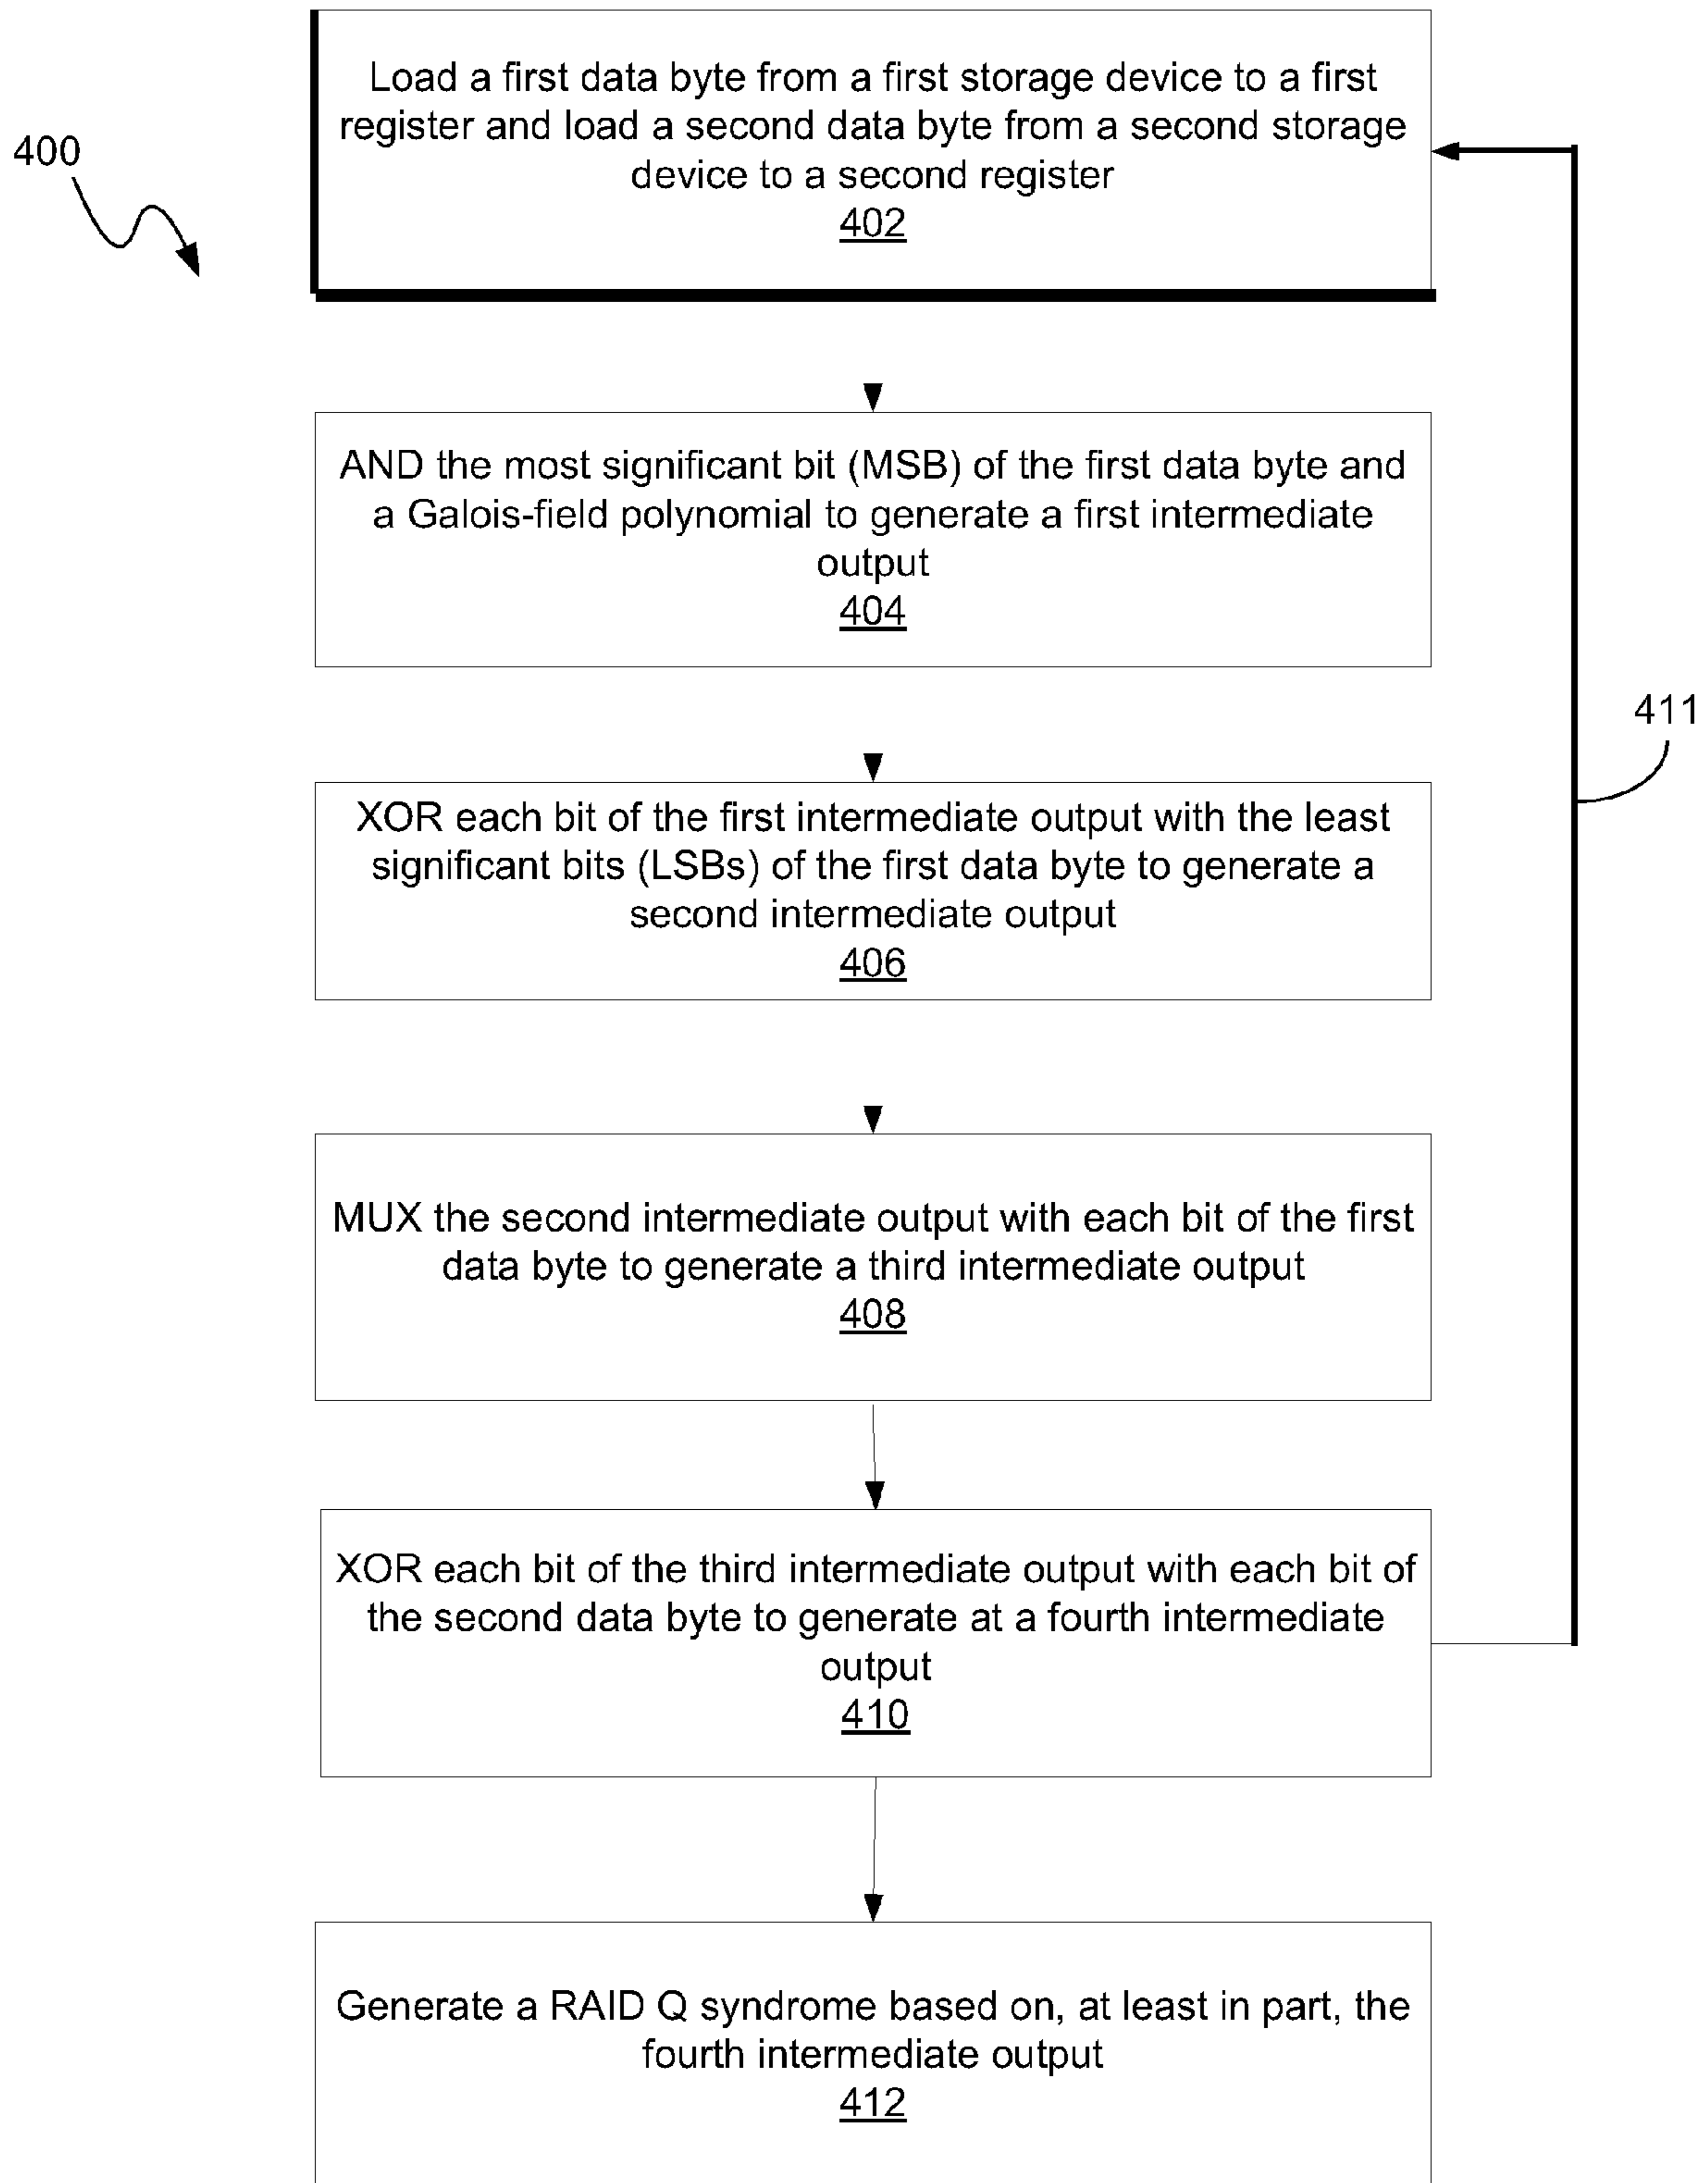 Load a first data byte from a first storage device to a first
register and load a second data byte from a second storage
device to a second register
402
400
AND the most significant bit (MSB) of the first data byte and
a Galois-field polynomial to generate a first intermediate
output
404
411
XOR each bit of the first intermediate output with the least
significant bits (LSBs) of the first data byte to generate a
second intermediate output
406
MUX the second intermediate output with each bit of the first
data byte to generate a third intermediate output
408
XOR each bit of the third intermediate output with each bit of
the second data byte to generate at a fourth intermediate
output
410
Generate a RAID Q syndrome based on, at least in part, the
fourth intermediate output
412